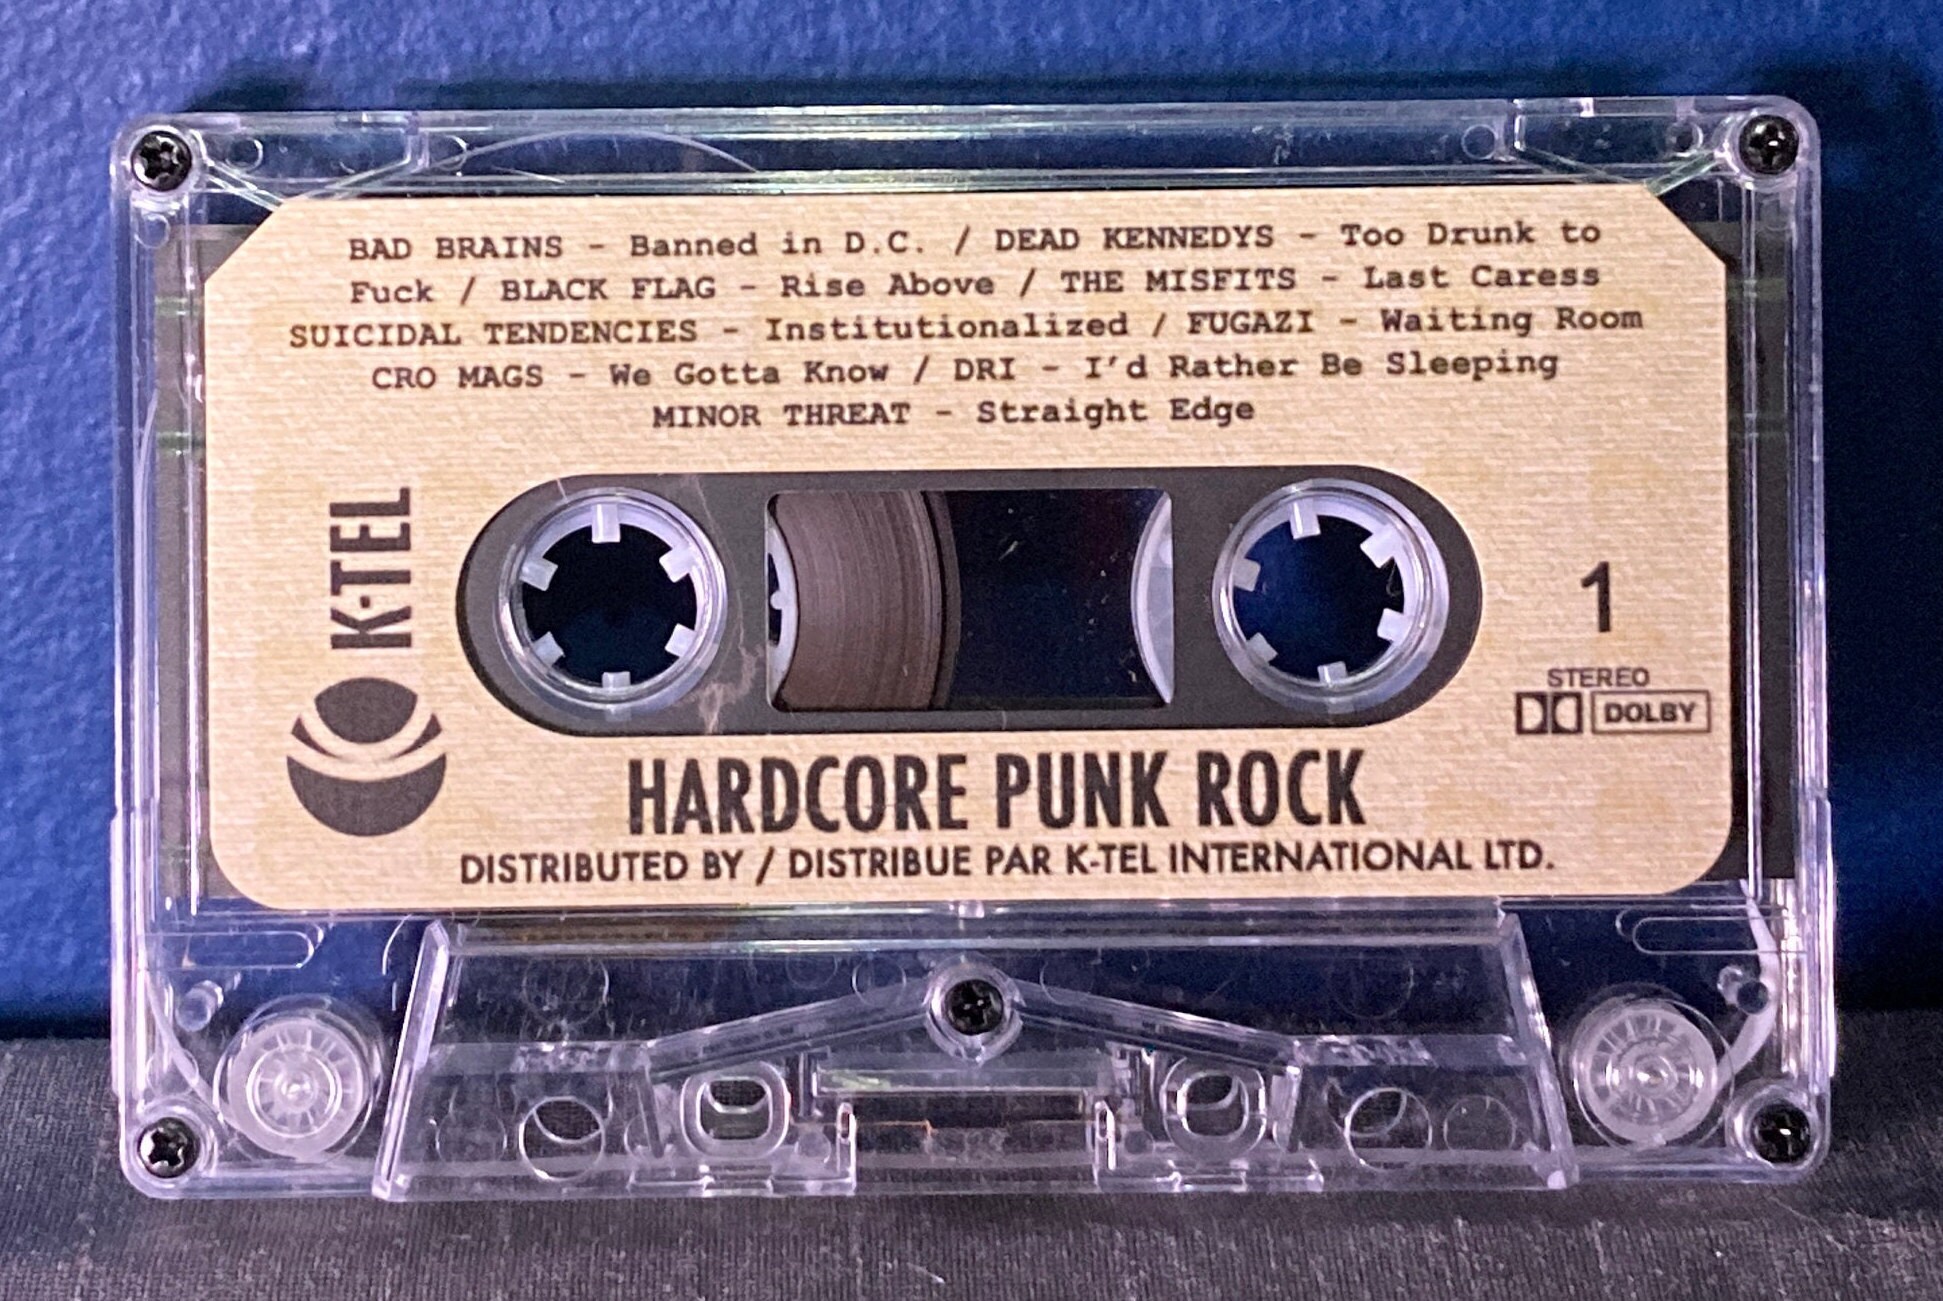 BAD BRAINS - Banned in D.C. / DEAD KENNEDYS - Too Drunk to
Fuck / BLACK FLAG - Rise Above / THE MISFITS - Last Caress
SUICIDAL TENDENCIES - Institutionalized / FUGAZI - Waiting Room
CRO MAGS - We Gotta Know / DRI - I'd Rather Be Sleeping
MINOR THREAT - Straight Edge
K-TEL
1
STEREO
DOLBY
HARDCORE PUNK ROCK
DISTRIBUTED BY / DISTRIBUE PAR K-TEL INTERNATIONAL LTD.